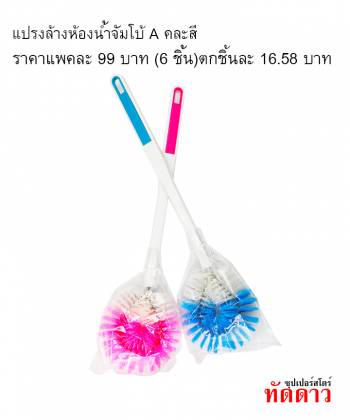 แปรงล้างห้องน้ำจัมโบ้ A คละสี
ราคาแพคละ 99 บาท (6 ชิ้น)ตกชิ้นละ 16.58 บาท
ซุปเปอร์สโตร์
ทัดดาว